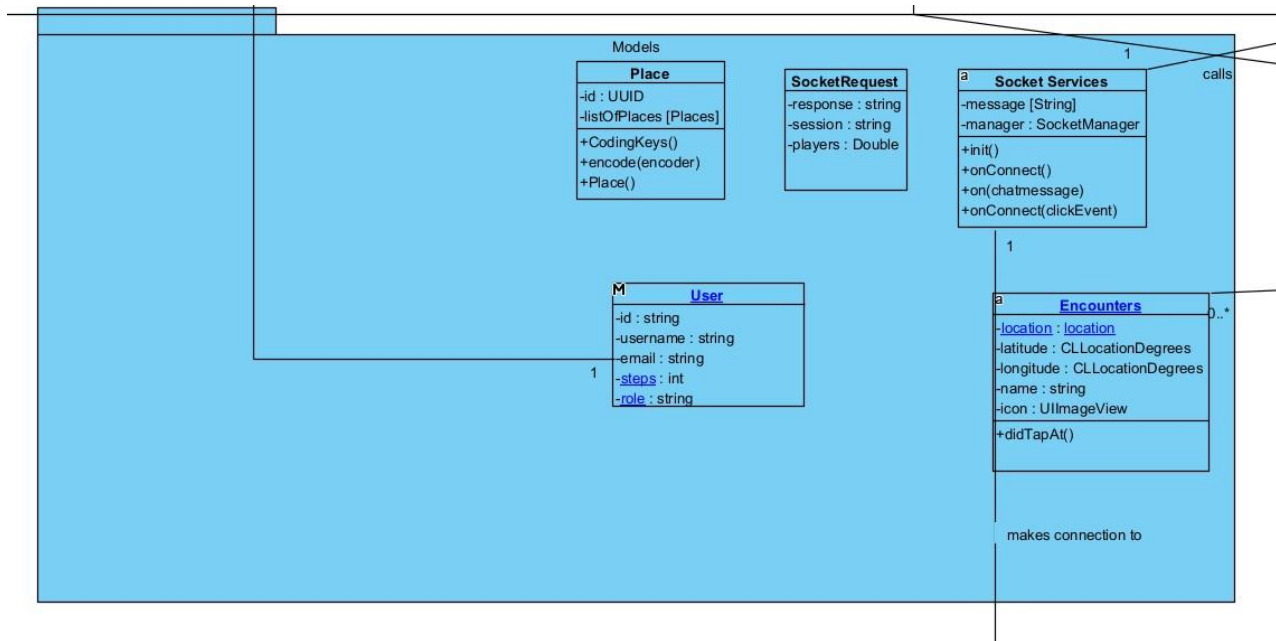 Models
Place
-id : UUID
-listOfPlaces [Places]
+CodingKeys()
+encode(encoder)
+Place()
SocketRequest
-response : string
-session : string
-players : Double
1
calls
a
Socket Services
-message [String]
-manager : SocketManager
+init()
+onConnect()
+on(chatmessage)
+onConnect(clickEvent)
1
M
User
-id : string
-username : string
-email : string
-steps : int
-role : string
1
a
Encounters
-location : location
-latitude : CLLocationDegrees
-longitude : CLLocationDegrees
-name : string
-icon : UIImageView
+didTapAt()
0..*
makes connection to